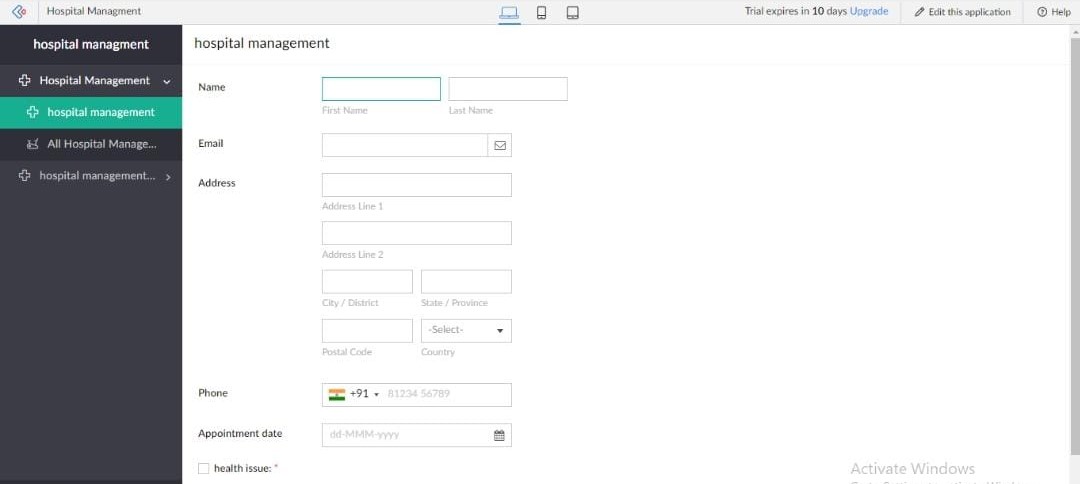 Hospital Managment
Trial expires in 10 days Upgrade
Edit this application
Help
hospital managment
Hospital Management
hospital management
All Hospital Manage...
hospital management...
hospital management
Name
First Name Last Name
Email
Address
Address Line 1
Address Line 2
City / District State / Province
-Select-
Postal Code Country
Phone +91 81234 56789
Appointment date dd-MMM-yyyy
health issue: *
Activate Windows